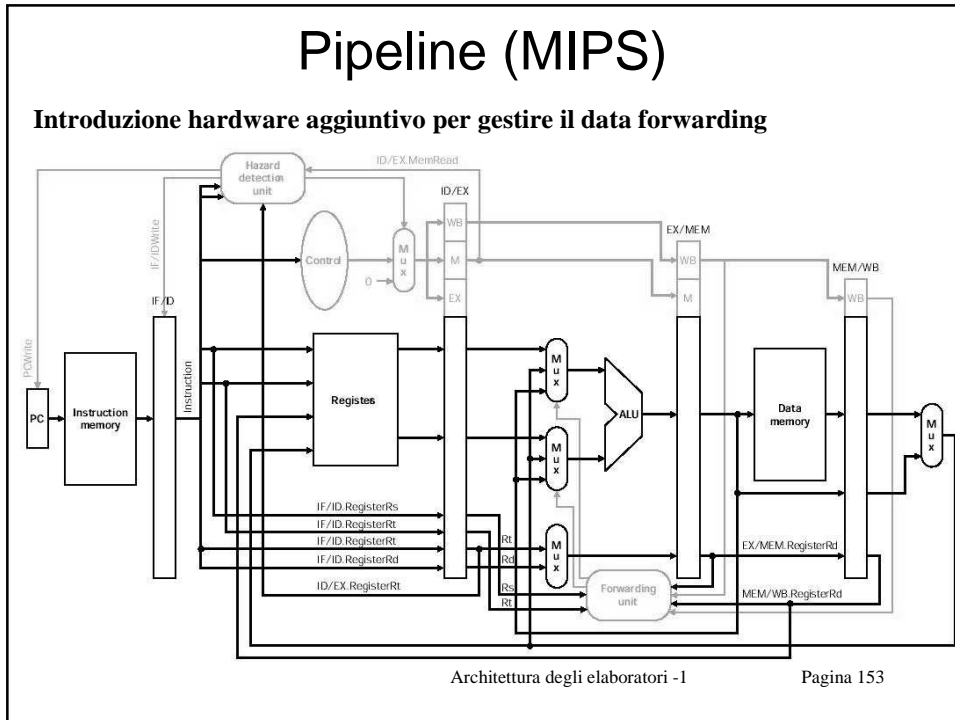 Pipeline (MIPS)
Introduzione hardware aggiuntivo per gestire il data forwarding
Hazard
detection
unit
ID/EX.MemRead
ID/EX
IF/IDWrite
PCWrite
Control
M
u
x
0
WB
M
EX
EX/MEM
WB
M
MEM/WB
WB
IF/ID
PC
Instruction
memory
Instruction
Registers
M
u
x
M
u
x
ALU
Data
memory
M
u
x
IF/ID.RegisterRs
IF/ID.RegisterRt
IF/ID.RegisterRt
IF/ID.RegisterRd
ID/EX.RegisterRt
Rt
Rd
Rs
Rt
M
u
x
Forwarding
unit
EX/MEM.RegisterRd
MEM/WB.RegisterRd
Architettura degli elaboratori -1
Pagina 153